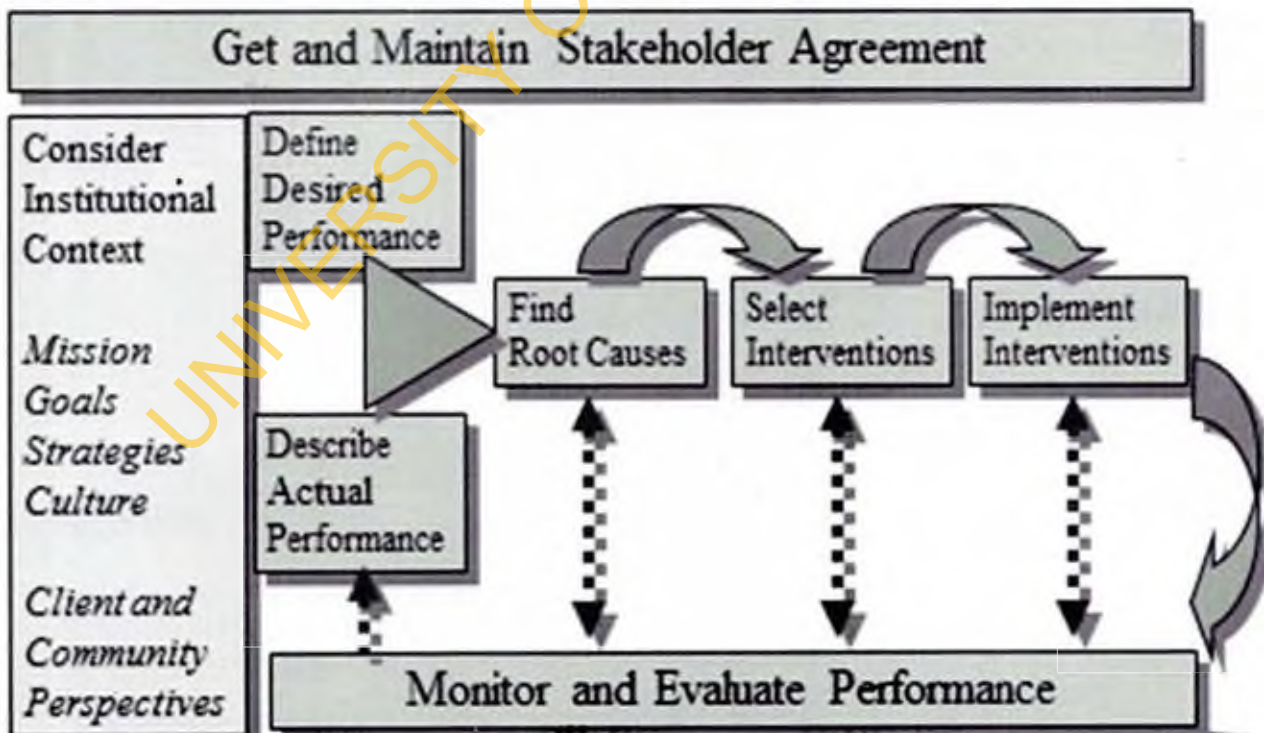 Get and Maintain Stakeholder Agreement
Consider
Institutional
Context
Mission
Goals
Strategies
Culture
Client and
Community
Perspectives
Define
Desired
Performance
Describe
Actual
Performance
Find
Root Causes
Select
Interventions
Implement
Interventions
Monitor and Evaluate Performance
UNIVERSITY O